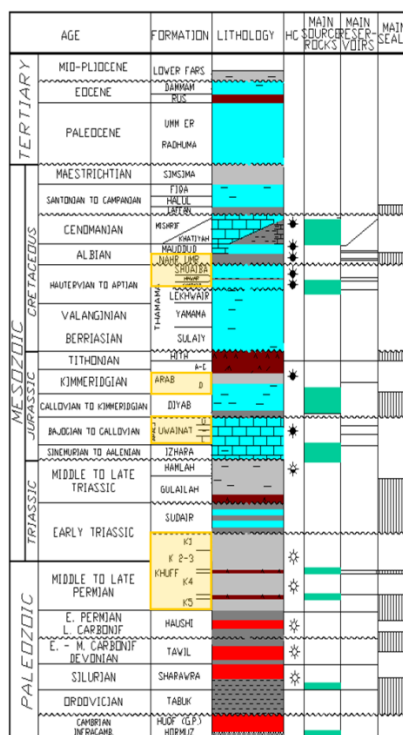 AGE FORMATION LITHOLOGY HC MAIN SOURCE ROCKS MAIN RESER- VOIRS MAIN SEALS
TERTIARY
MIO-PLIOCENE LOWER FARS
EOCENE DAMMAM
RUS
PALEOCENE UMM ER
RADHUMA
MESOZOIC
CRETACEOUS
MAESTRICHTIAN SIMSIMA
SANTONIAN TO CAMPANIAN FIDA
HALUL
LAFFAN
CENOMANIAN MISHRIF
KHATIYAH
ALBIAN MAUDDUD
NAHR UMR
HAUTERVIAN TO APTIAN SHUAIBA
THAMAMA
LEKHWAIR
VALANGINIAN YAMAMA
BERRIASIAN SULAIY
JURASSIC
TITHONIAN HITH
A-C
KIMMERIDGIAN ARAB
D
CALLOVIAN TO KIMMERIDGIAN DIYAB
BAJOCIAN TO CALLOVIAN UWAINAT
SINEMURIAN TO AALENIAN IZHARA
TRIASSIC
MIDDLE TO LATE TRIASSIC HAMLAH
GULAILAH
EARLY TRIASSIC SUDAIR
PALEOZOIC
K1
K 2-3
MIDDLE TO LATE PERMIAN KHUFF
K4
K5
E. PERMIAN L. CARBONIF HAUSHI
E. - M. CARBONIF DEVONIAN TAWIL
SILURIAN SHARAWRA
ORDOVICIAN TABUK
CAMBRIAN HUQF (G.P.)
INFRACAMB. HORMUZ